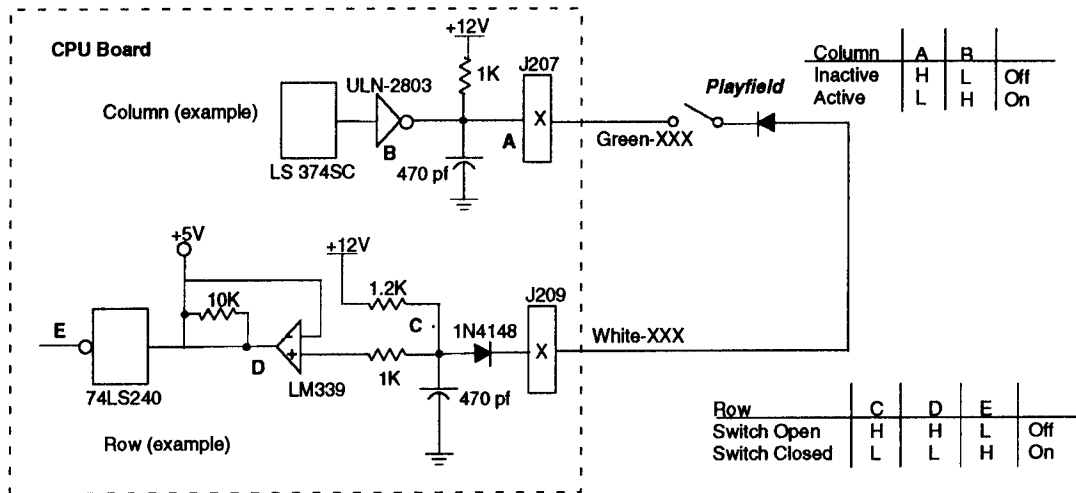 CPU Board
+12V
1K
J207
ULN-2803
Column (example)
X
B
A
LS 374SC
470 pf
Green-XXX
Playfield
Column A B
Inactive H L Off
Active L H On
+5V
+12V
10K
1.2K
C
J209
1N4148
White-XXX
E
X
D
-
+
LM339
1K
470 pf
74LS240
Row (example)
Row C D E
Switch Open H H L Off
Switch Closed L L H On